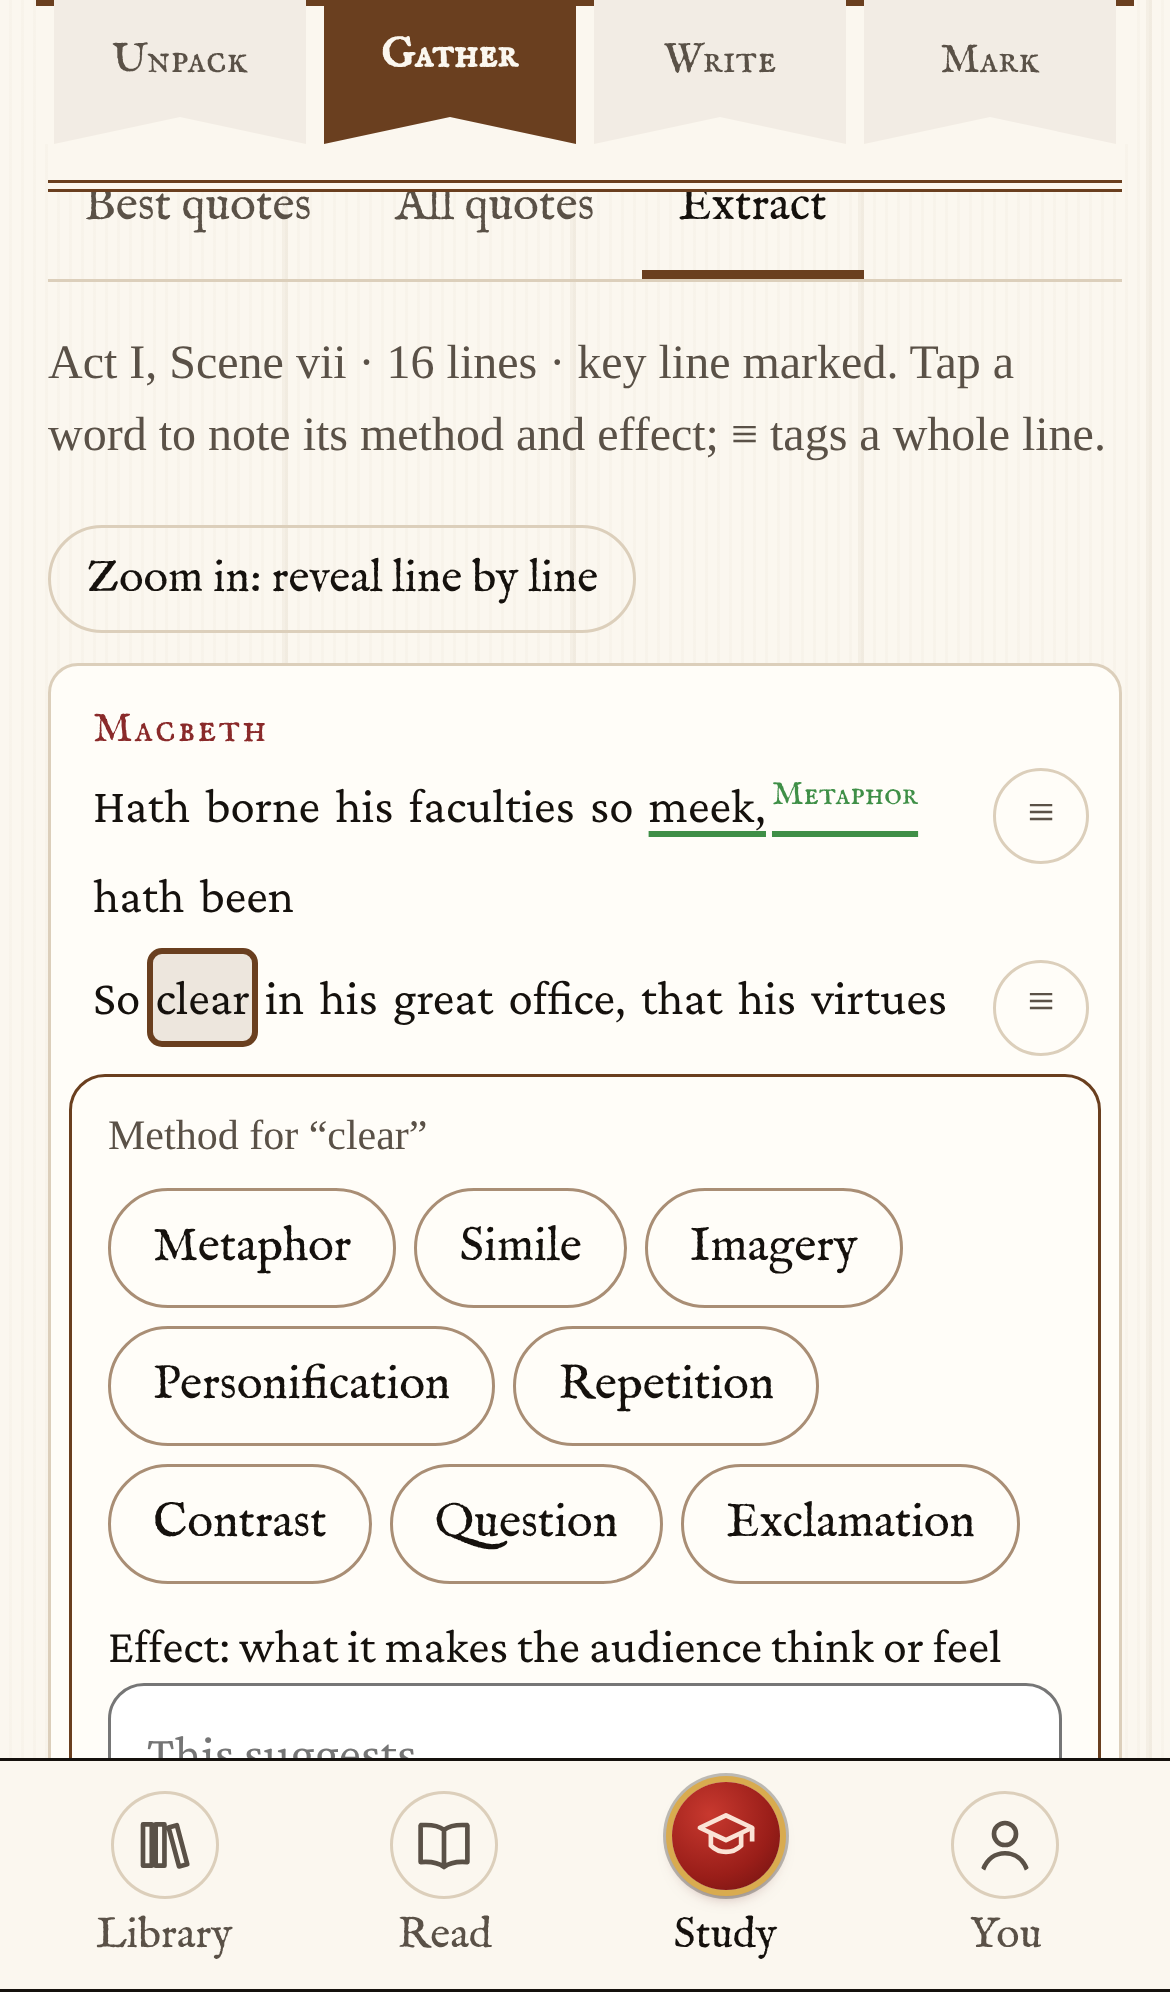 Unpack
Gather
Write
Mark
Best quotes
All quotes
Extract
Act I, Scene vii · 16 lines · key line marked. Tap a
word to note its method and effect; ≡ tags a whole line.
Zoom in: reveal line by line
Macbeth
Hath borne his faculties so meek, Metaphor
hath been
So clear in his great office, that his virtues
Method for “clear”
Metaphor
Simile
Imagery
Personification
Repetition
Contrast
Question
Exclamation
Effect: what it makes the audience think or feel
This suggests
Library
Read
Study
You